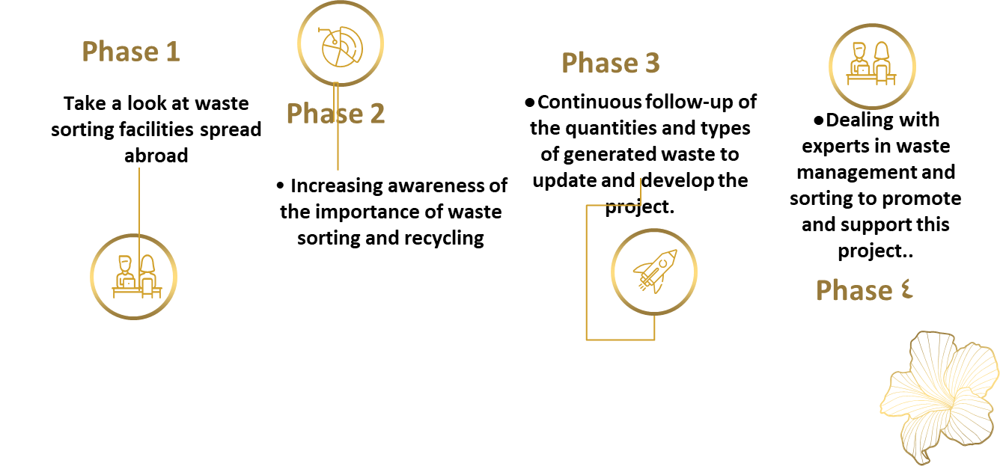 Phase 1
Take a look at waste
sorting facilities spread
abroad
Phase 2
• Increasing awareness of
the importance of waste
sorting and recycling
Phase 3
●Continuous follow-up of
the quantities and types
of generated waste to
update and develop the
project.
●Dealing with
experts in waste
management and
sorting to promote
and support this
project..
Phase ٤